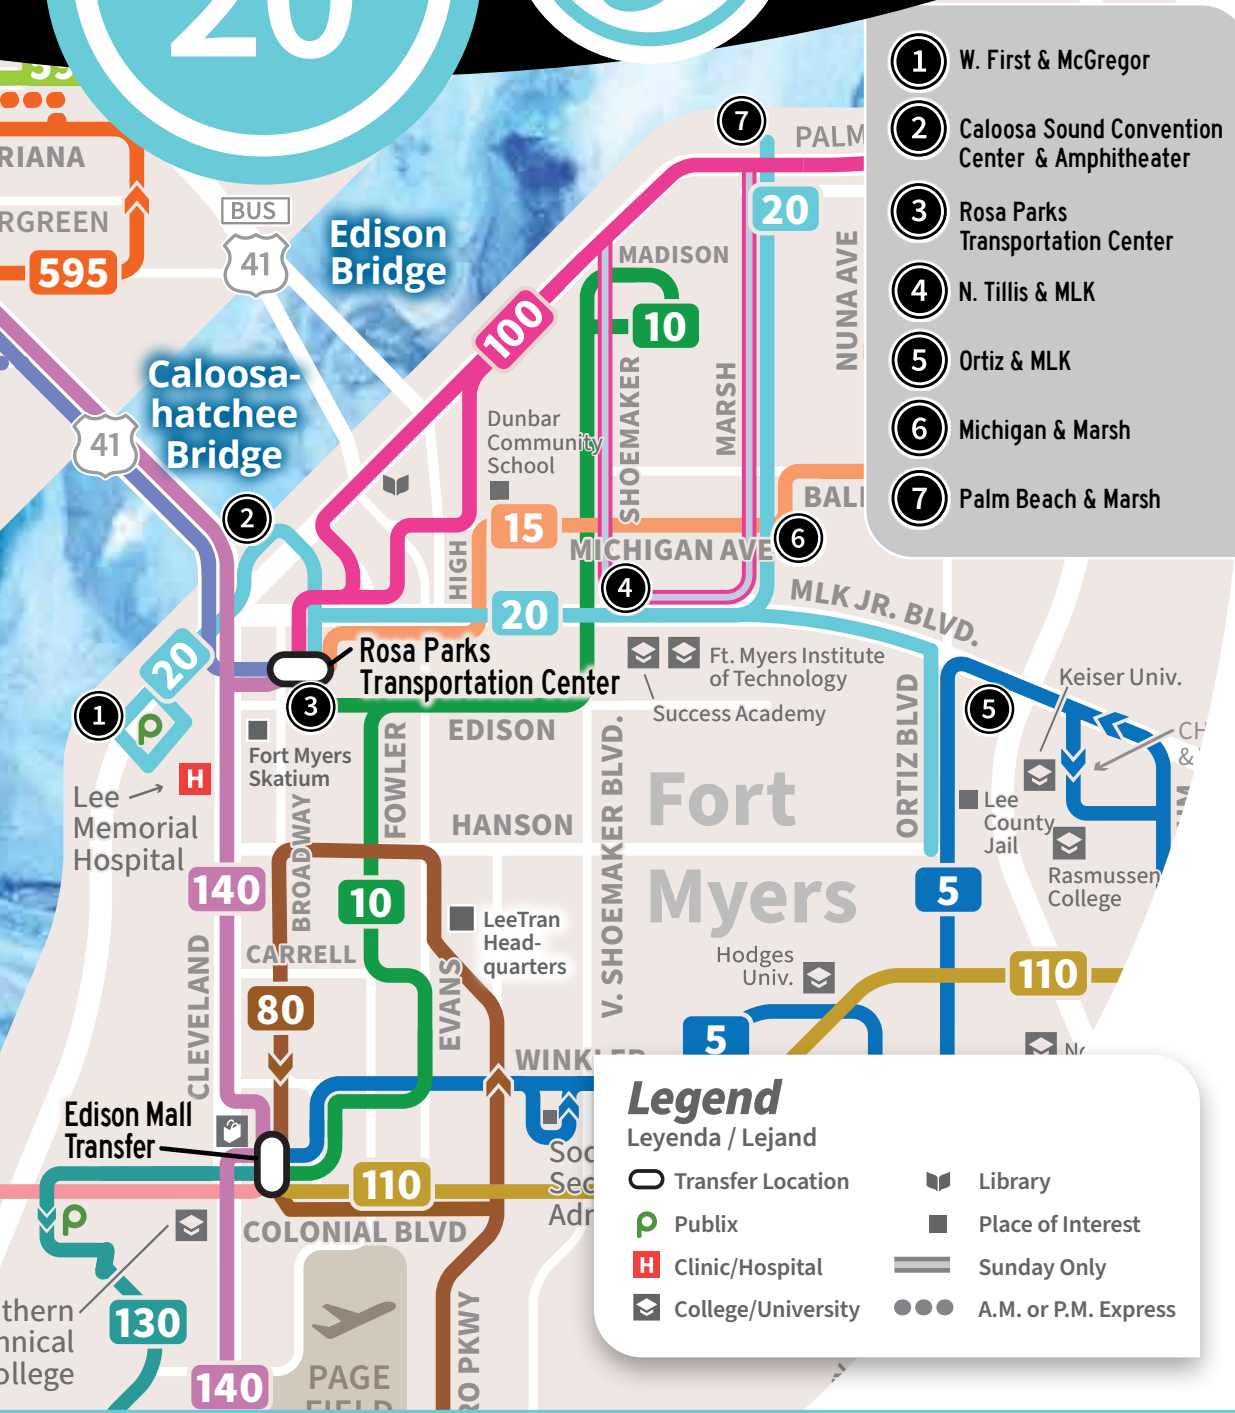 20
1 W. First & McGregor
2 Caloosa Sound Convention
Center & Amphitheater
3 Rosa Parks
Transportation Center
4 N. Tillis & MLK
5 Ortiz & MLK
6 Michigan & Marsh
7 Palm Beach & Marsh
7
PALM
RIANA
RGREEN
595
BUS
41
Edison
Bridge
20
MADISON
NUNA AVE
100
10
Caloosa-
hatchee
Bridge
41
SHOEMAKER
MARSH
Dunbar
Community
School
2
15
HIGH
MICHIGAN AVE
6
4
MLK JR. BLVD.
20
20
Rosa Parks
Transportation Center
3
1
Ft. Myers Institute
of Technology
Success Academy
Keiser Univ.
5
ORTIZ BLVD
EDISON
Fort Myers
Skatium
H
Lee
Memorial
Hospital
FOWLER
BROADWAY
HANSON
V. SHOEMAKER BLVD.
Fort
Myers
Lee
County
Jail
Rasmussen
College
140
10
5
LeeTran
Head-
quarters
CARRELL
Hodges
Univ.
110
CLEVELAND
80
EVANS
5
WINKLER
Edison Mall
Transfer
110
COLONIAL BLVD
thern
nnical
ollege
130
140
PAGE
FIELD
RO PKWY
Legend
Leyenda / Lejand
Transfer Location
Library
Publix
Place of Interest
H Clinic/Hospital
Sunday Only
College/University
A.M. or P.M. Express